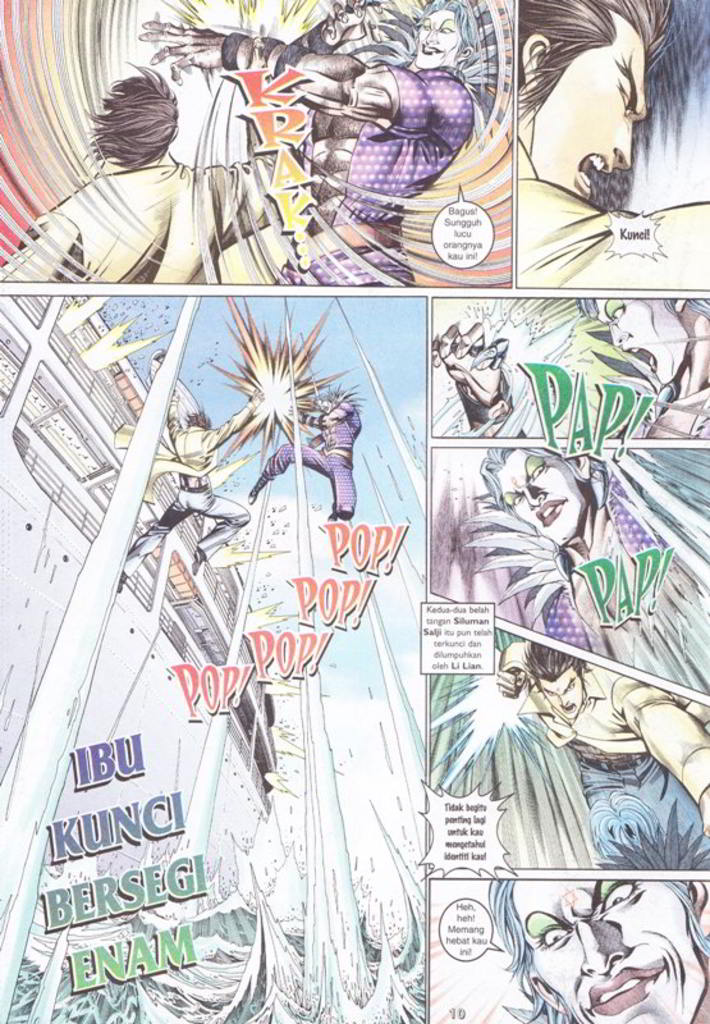 KRAK...
Bagus!
Sungguh
lucu
orangnya
kau ini!
Kunci!
POP!
POP!
POP!
POP!
IBU
KUNCI
BERSEGI
ENAM
PAP!
PAP!
Kedua-dua belah
tangan Siluman
Salji itu pun telah
terkunci dan
dilumpuhkan
oleh Li Lian.
Tidak begitu
penting lagi
untuk kau
mengetahui
identiti kau!
Heh,
heh!
Memang
hebat kau
ini!
10